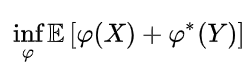 inf_φ 𝔼 [φ(X) + φ*(Y)]